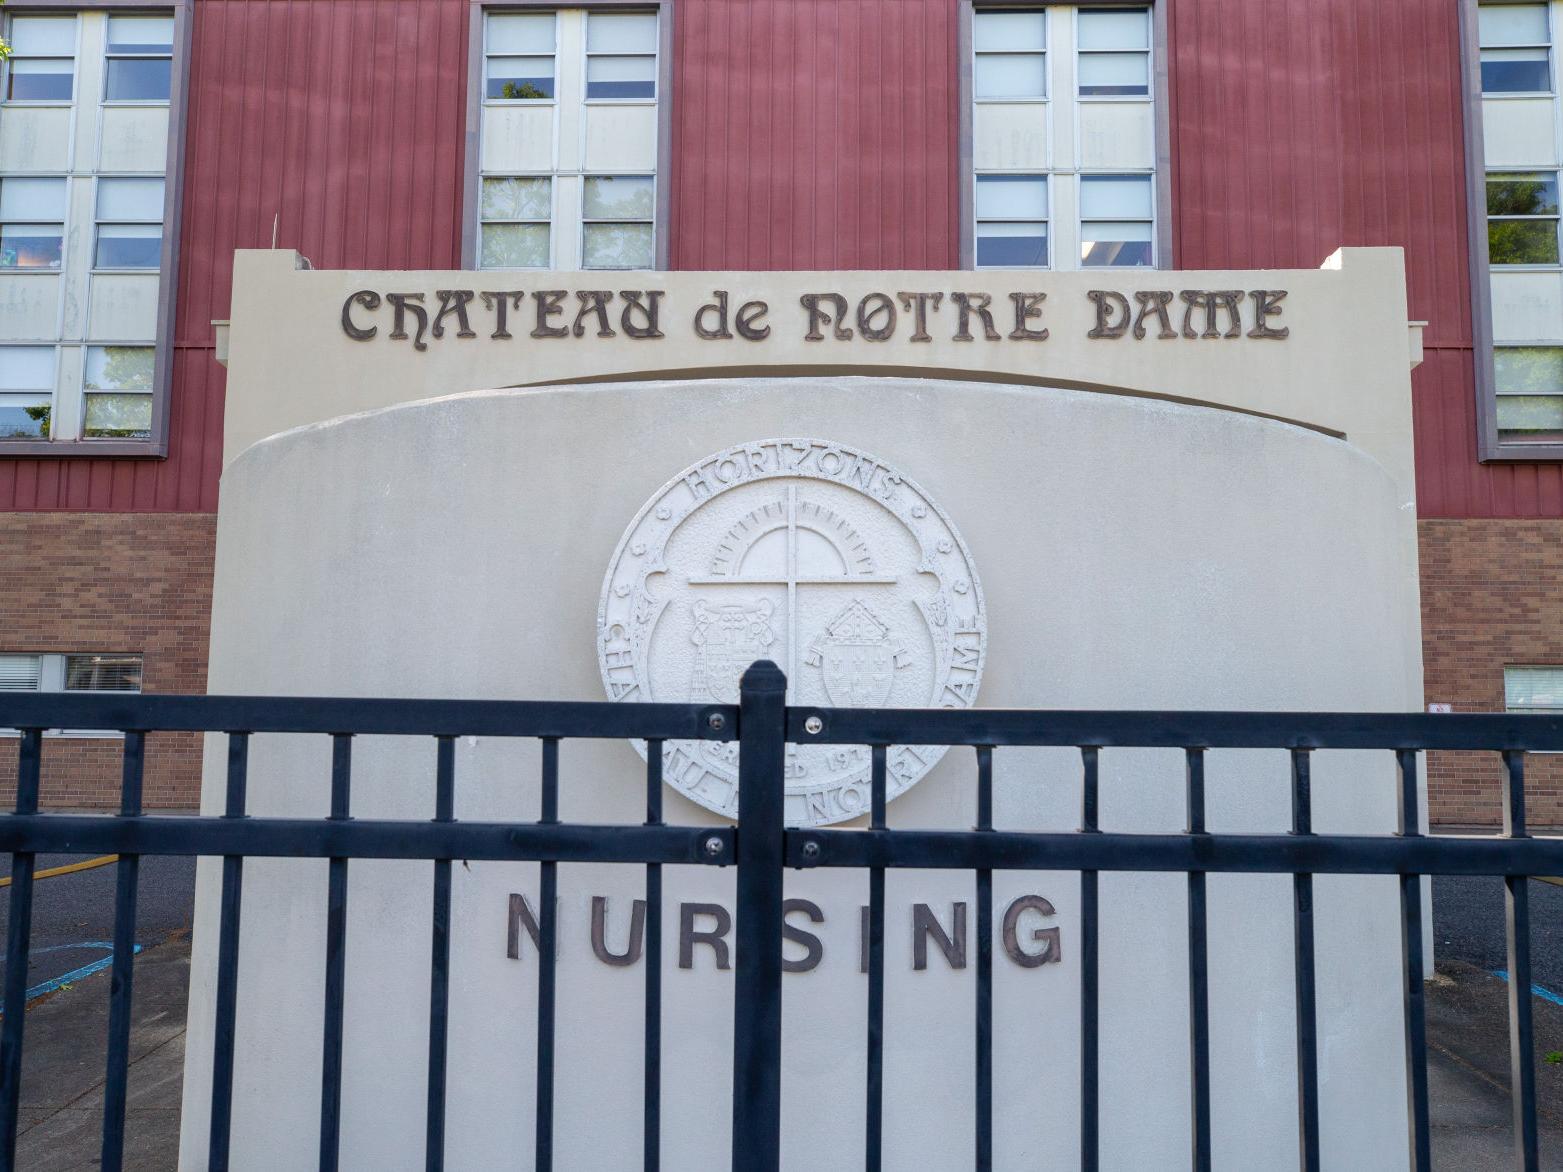 CHATEAU de NOTRE DAME
HORIZONS
NURSING